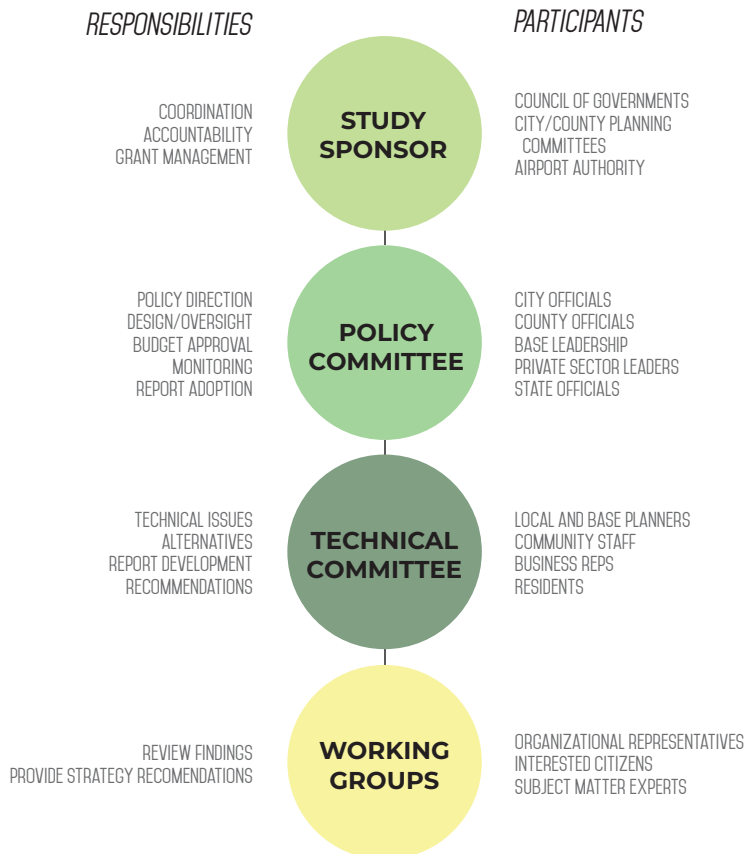 RESPONSIBILITIES
PARTICIPANTS
COORDINATION
ACCOUNTABILITY
GRANT MANAGEMENT
STUDY
SPONSOR
COUNCIL OF GOVERNMENTS
CITY/COUNTY PLANNING
COMMITTEES
AIRPORT AUTHORITY
POLICY DIRECTION
DESIGN/OVERSIGHT
BUDGET APPROVAL
MONITORING
REPORT ADOPTION
POLICY
COMMITTEE
CITY OFFICIALS
COUNTY OFFICIALS
BASE LEADERSHIP
PRIVATE SECTOR LEADERS
STATE OFFICIALS
TECHNICAL ISSUES
ALTERNATIVES
REPORT DEVELOPMENT
RECOMMENDATIONS
TECHNICAL
COMMITTEE
LOCAL AND BASE PLANNERS
COMMUNITY STAFF
BUSINESS REPS
RESIDENTS
REVIEW FINDINGS
PROVIDE STRATEGY RECOMENDATIONS
WORKING
GROUPS
ORGANIZATIONAL REPRESENTATIVES
INTERESTED CITIZENS
SUBJECT MATTER EXPERTS